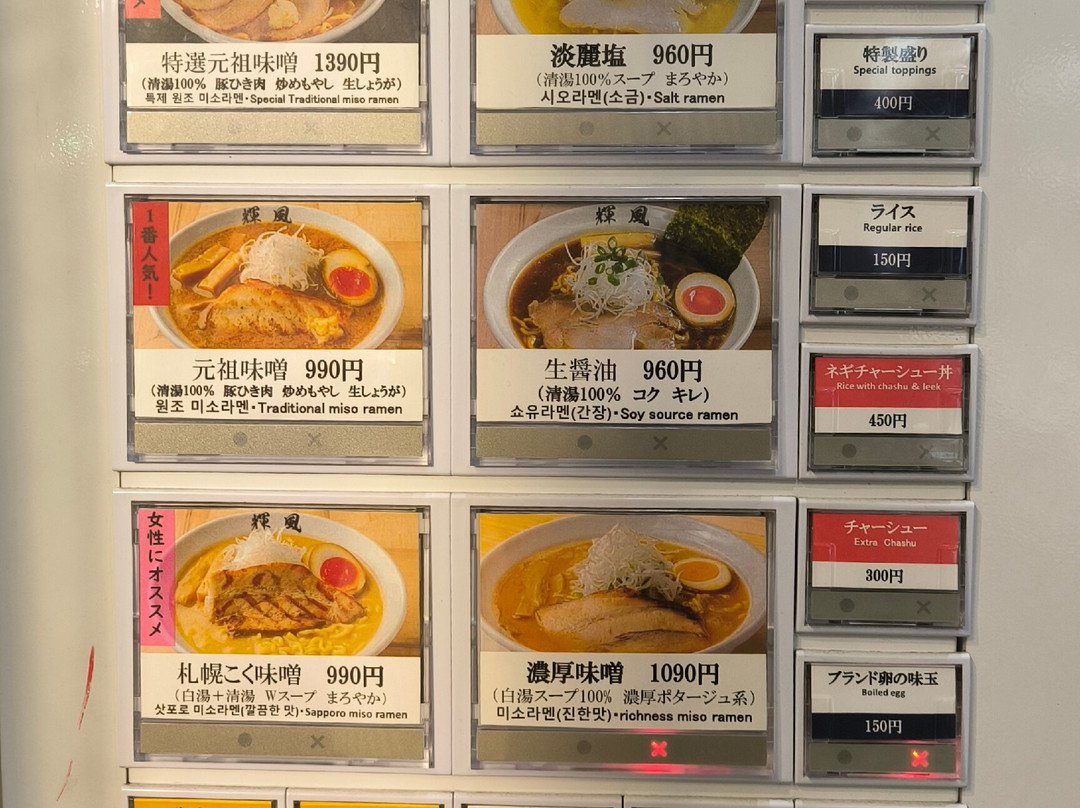 メ
特選元祖味噌 1390円
(清湯100% 豚ひき肉 炒めもやし 生しょうが)
특제 원조 미소라멘・Special Traditional miso ramen
淡麗塩 960円
(清湯100%スープ まろやか)
시오라멘(소금)・Salt ramen
特製盛り
Special toppings
400円
1番人気!
輝風
元祖味噌 990円
(清湯100% 豚ひき肉 炒めもやし 生しょうが)
원조 미소라멘・Traditional miso ramen
輝風
生醤油 960円
(清湯100% コク キレ)
쇼유라멘(간장)・Soy source ramen
ライス
Regular rice
150円
ネギチャーシュー丼
Rice with chashu & leek
450円
女性にオススメ
輝風
札幌こく味噌 990円
(白湯+清湯 Wスープ まろやか)
삿포로 미소라멘(깔끔한 맛)・Sapporo miso ramen
濃厚味噌 1090円
(白湯スープ100% 濃厚ポタージュ系)
미소라멘(진한맛)・richness miso ramen
チャーシュー
Extra Chashu
300円
ブランド卵の味玉
Boiled egg
150円